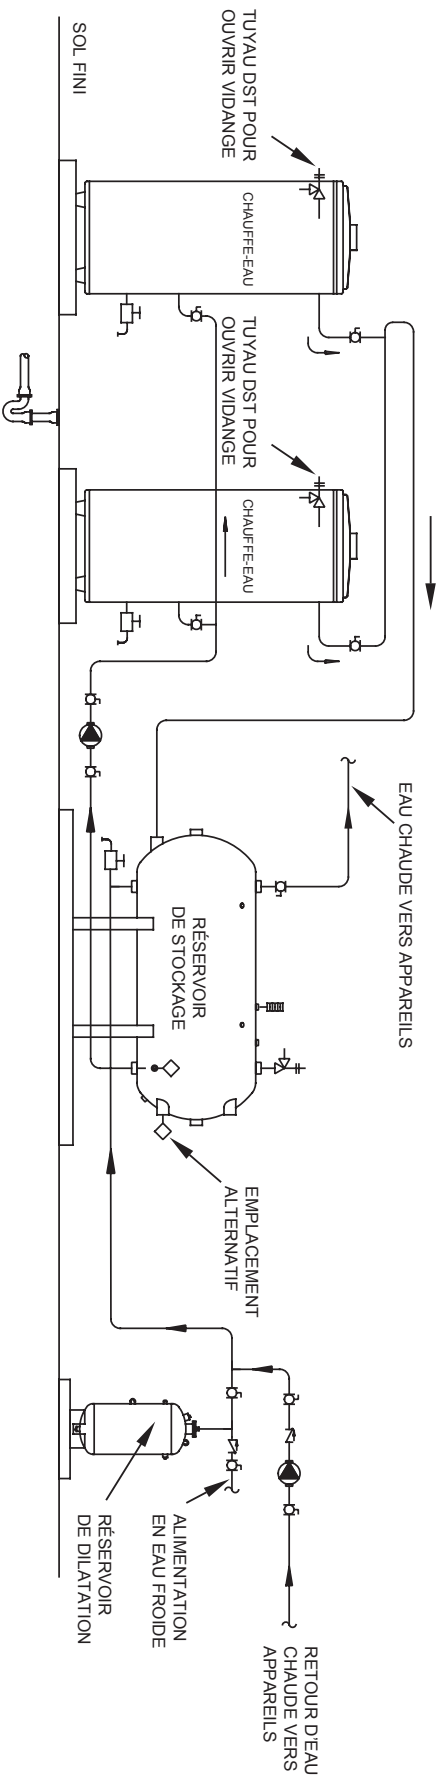 TUYAU DST POUR
OUVRIR VIDANGE
CHAUFFE-EAU
SOL FINI
TUYAU DST POUR
OUVRIR VIDANGE
CHAUFFE-EAU
EAU CHAUDE VERS APPAREILS
RÉSERVOIR
DE STOCKAGE
EMPLACEMENT
ALTERNATIF
RETOUR D'EAU
CHAUDE VERS
APPAREILS
ALIMENTATION
EN EAU FROIDE
RÉSERVOIR
DE DILATATION